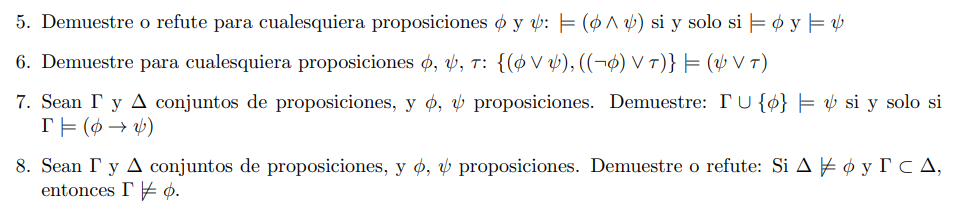 5. Demuestre o refute para cualesquiera proposiciones ϕ y ψ: ⊨ (ϕ ∧ ψ) si y solo si ⊨ ϕ y ⊨ ψ
6. Demuestre para cualesquiera proposiciones ϕ, ψ, τ: {(ϕ ∨ ψ), ((¬ϕ) ∨ τ)} ⊨ (ψ ∨ τ)
7. Sean Γ y Δ conjuntos de proposiciones, y ϕ, ψ proposiciones. Demuestre: Γ ∪ {ϕ} ⊨ ψ si y solo si
Γ ⊨ (ϕ → ψ)
8. Sean Γ y Δ conjuntos de proposiciones, y ϕ, ψ proposiciones. Demuestre o refute: Si Δ ⊭ ϕ y Γ ⊂ Δ,
entonces Γ ⊭ ϕ.